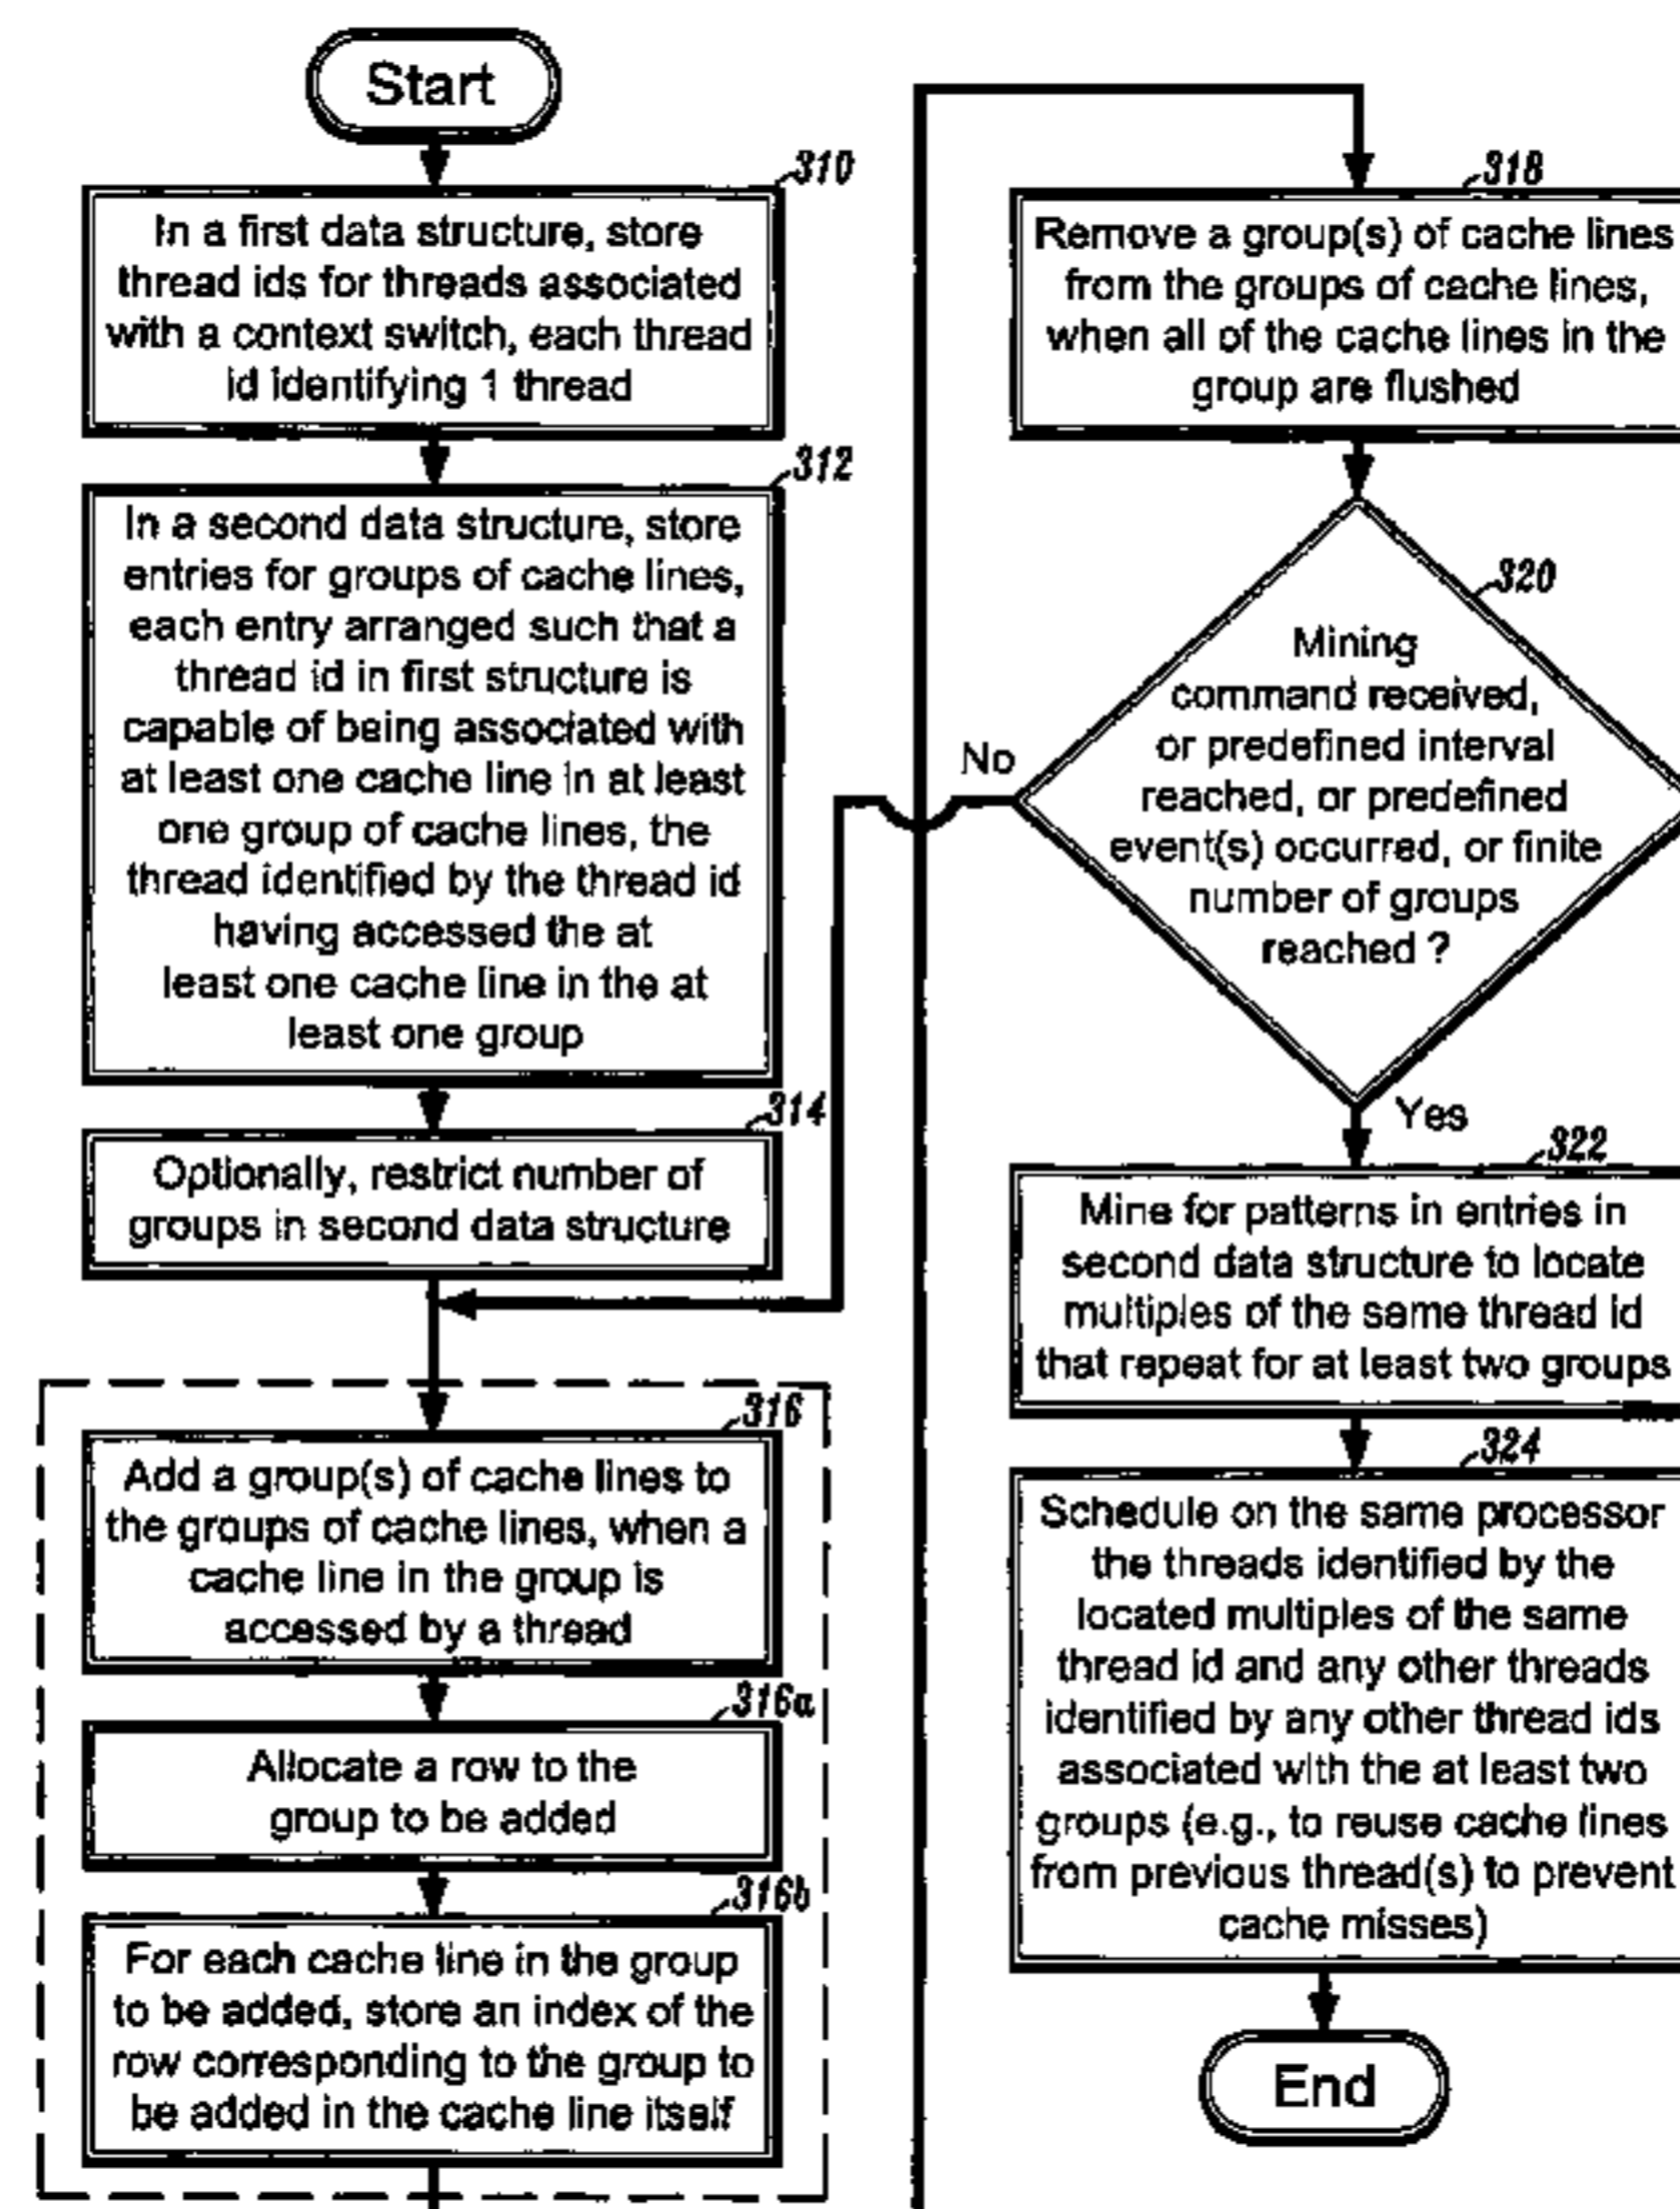 Start
310
In a first data structure, store
thread ids for threads associated
with a context switch, each thread
id identifying 1 thread
312
In a second data structure, store
entries for groups of cache lines,
each entry arranged such that a
thread id in first structure is
capable of being associated with
at least one cache line in at least
one group of cache lines, the
thread identified by the thread id
having accessed the at
least one cache line in the at
least one group
314
Optionally, restrict number of
groups in second data structure
316
Add a group(s) of cache lines to
the groups of cache lines, when a
cache line in the group is
accessed by a thread
316a
Allocate a row to the
group to be added
316b
For each cache line in the group
to be added, store an index of the
row corresponding to the group to
be added in the cache line itself
318
Remove a group(s) of cache lines
from the groups of cache lines,
when all of the cache lines in the
group are flushed
320
Mining
command received,
or predefined interval
reached, or predefined
event(s) occurred, or finite
number of groups
reached ?
No
Yes
322
Mine for patterns in entries in
second data structure to locate
multiples of the same thread id
that repeat for at least two groups
324
Schedule on the same processor
the threads identified by the
located multiples of the same
thread id and any other threads
identified by any other thread ids
associated with the at least two
groups (e.g., to reuse cache lines
from previous thread(s) to prevent
cache misses)
End